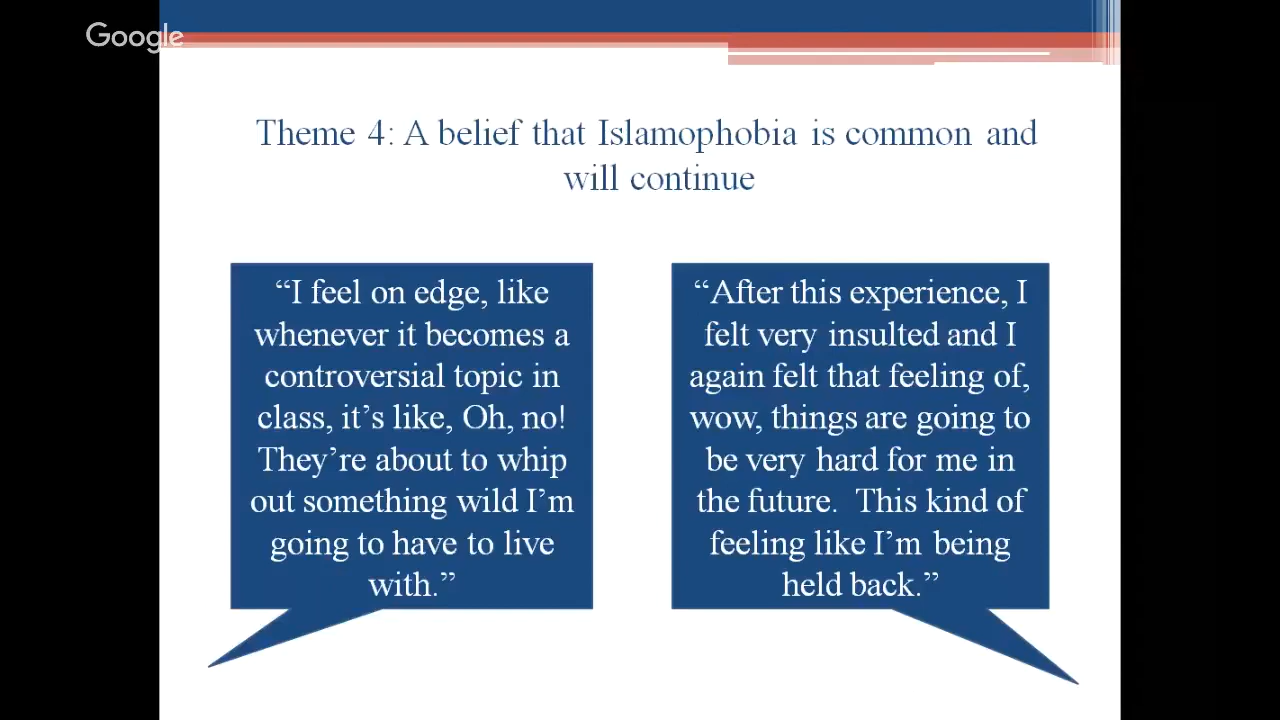 Google
Theme 4: A belief that Islamophobia is common and
will continue
“I feel on edge, like
whenever it becomes a
controversial topic in
class, it’s like, Oh, no!
They’re about to whip
out something wild I’m
going to have to live
with.”
“After this experience, I
felt very insulted and I
again felt that feeling of,
wow, things are going to
be very hard for me in
the future.  This kind of
feeling like I’m being
held back.”